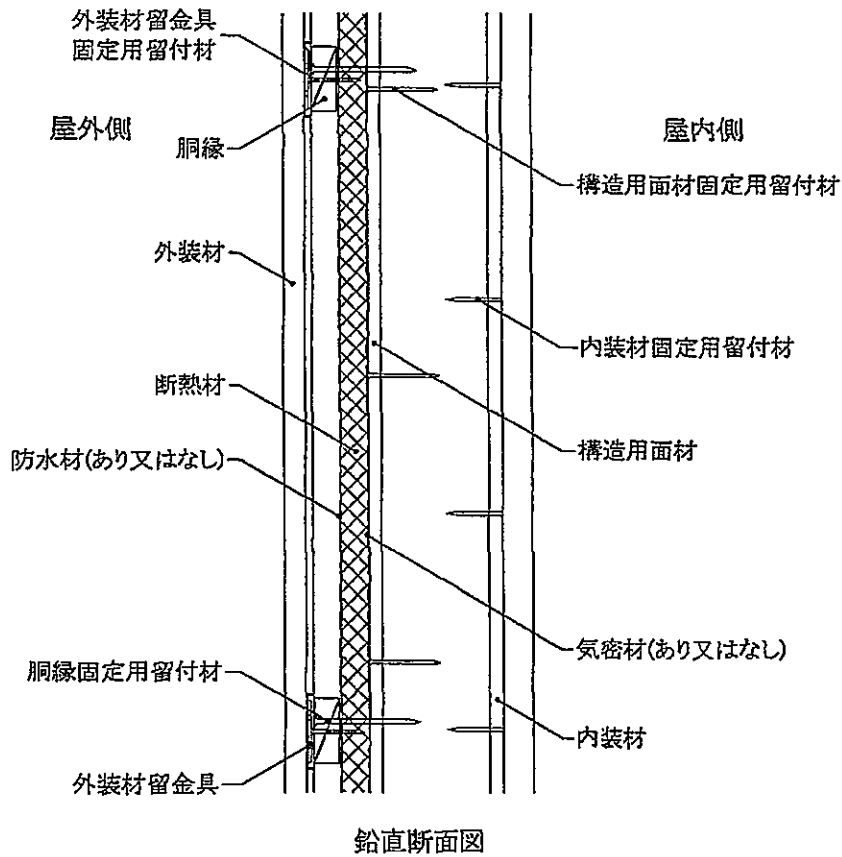 外装材留金具
固定用留付材
屋外側
屋内側
胴縁
構造用面材固定用留付材
外装材
内装材固定用留付材
断熱材
構造用面材
防水材(あり又はなし)
気密材(あり又はなし)
胴縁固定用留付材
内装材
外装材留金具
鉛直断面図